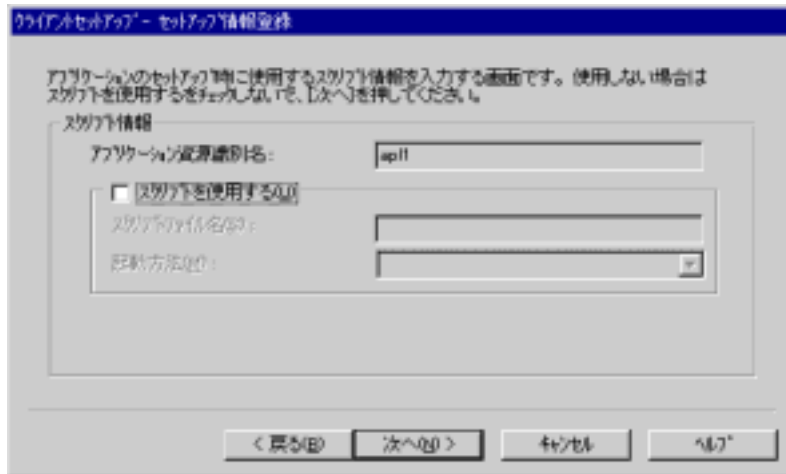 クライアントセットアップ - セットアップ情報登録
アプリケーションのセットアップ時に使用するスクリプト情報を入力する画面です。使用しない場合は
スクリプトを使用するをチェックしないで、[次へ]を押してください。
スクリプト情報
アプリケーション資源識別名:
apl1
スクリプトを使用する(U)
スクリプトファイル名(S):
起動方法(M):
< 戻る(B)
次へ(N) >
キャンセル
ヘルプ